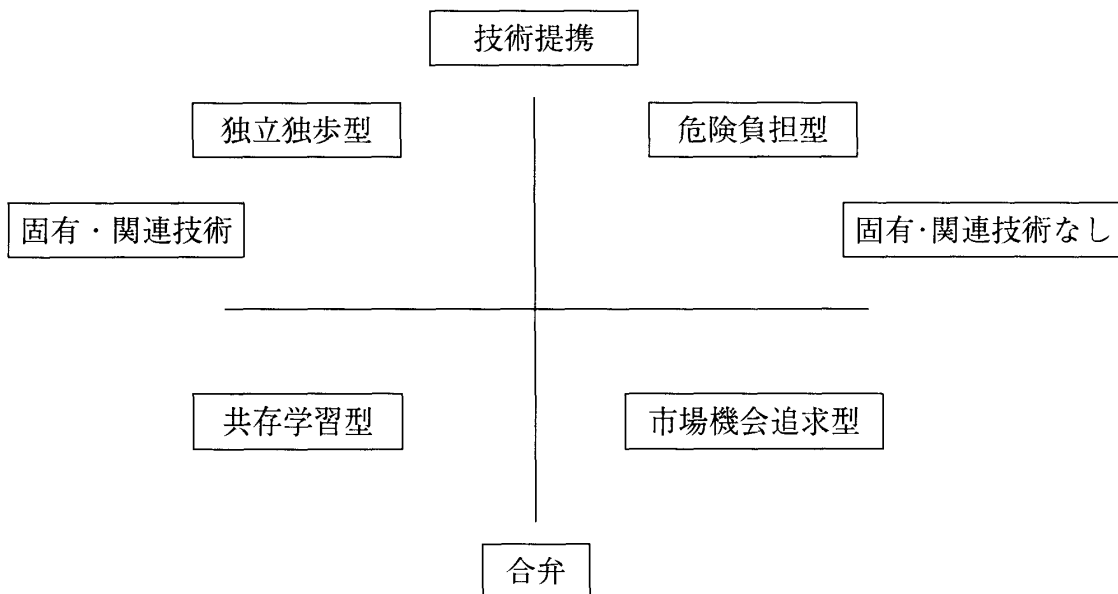 技術提携
独立独歩型
危険負担型
固有・関連技術
固有･関連技術なし
共存学習型
市場機会追求型
合弁